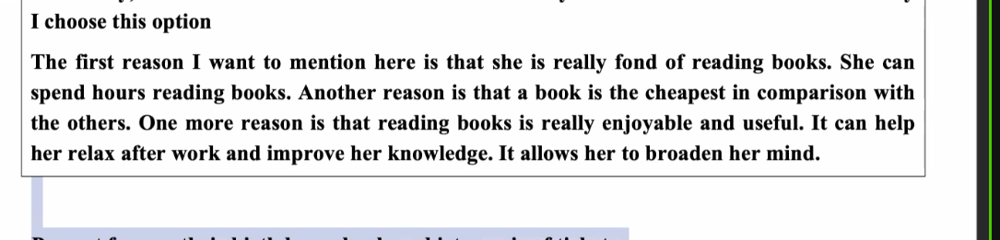 I choose this option
The first reason I want to mention here is that she is really fond of reading books. She can
spend hours reading books. Another reason is that a book is the cheapest in comparison with
the others. One more reason is that reading books is really enjoyable and useful. It can help
her relax after work and improve her knowledge. It allows her to broaden her mind.